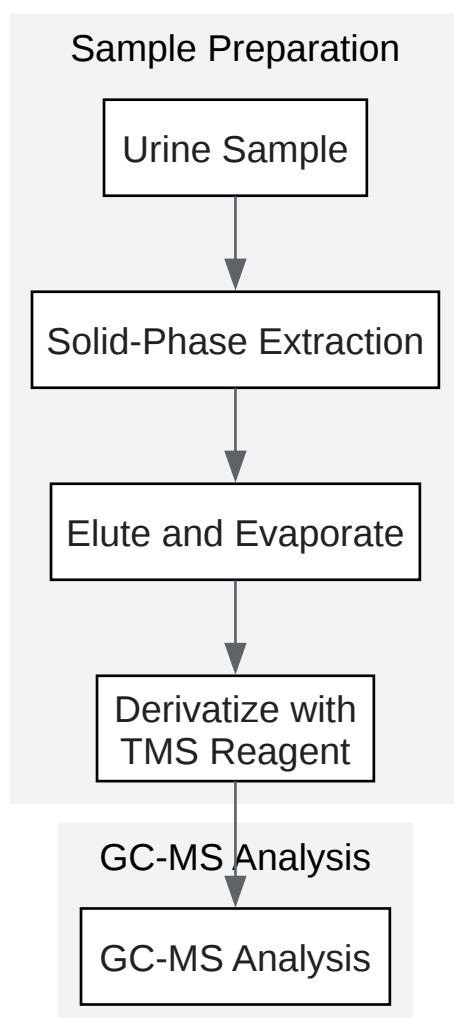 Sample Preparation
Urine Sample
Solid-Phase Extraction
Elute and Evaporate
Derivatize with
TMS Reagent
GC-MS Analysis
GC-MS Analysis